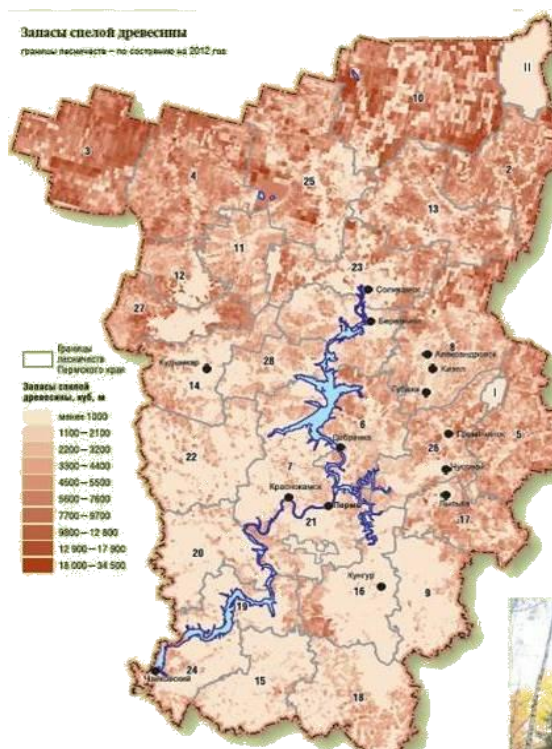 Запасы спелой древесины
границы лесничеств – по состоянию на 2012 год
II
10
3
2
4
25
13
11
23
12
Соликамск
27
Березники
Границы
лесничеств
Пермского края
8
Александровск
28
Кудымкар
Кизел
14
Губаха
I
Запасы спелой
древесины, куб, м
менее 1000
1100–2100
2200–3200
3300–4400
4500–5500
5600–7600
7700–9700
9800–12 800
12 900–17 900
18 000–34 500
6
5
Гремячинск
26
Добрянка
22
7
Чусовой
Краснокамск
Пермь
Лысьва
21
17
20
Кунгур
16
9
19
24
Чайковский
15
18